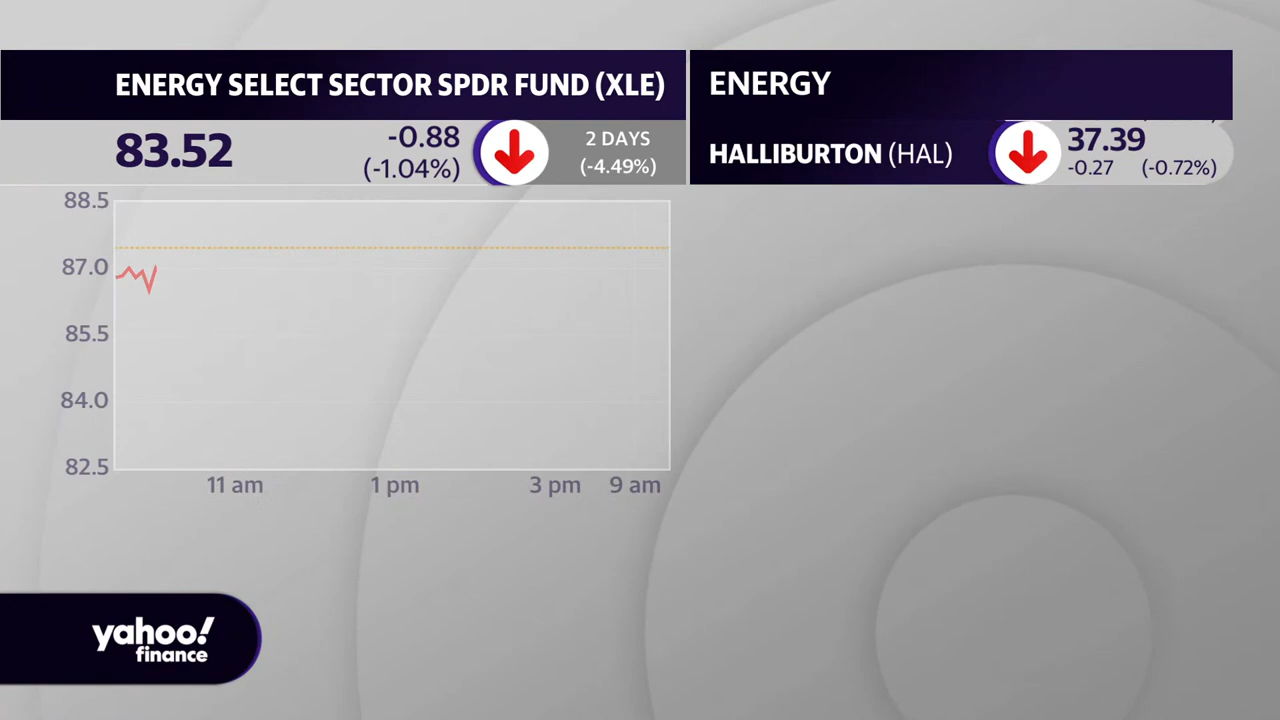 ENERGY SELECT SECTOR SPDR FUND (XLE)
83.52
-0.88
(-1.04%)
2 DAYS
(-4.49%)
ENERGY
HALLIBURTON (HAL)
37.39
-0.27 (-0.72%)
88.5
87.0
85.5
84.0
82.5
11 am 1 pm 3 pm 9 am
yahoo!
finance